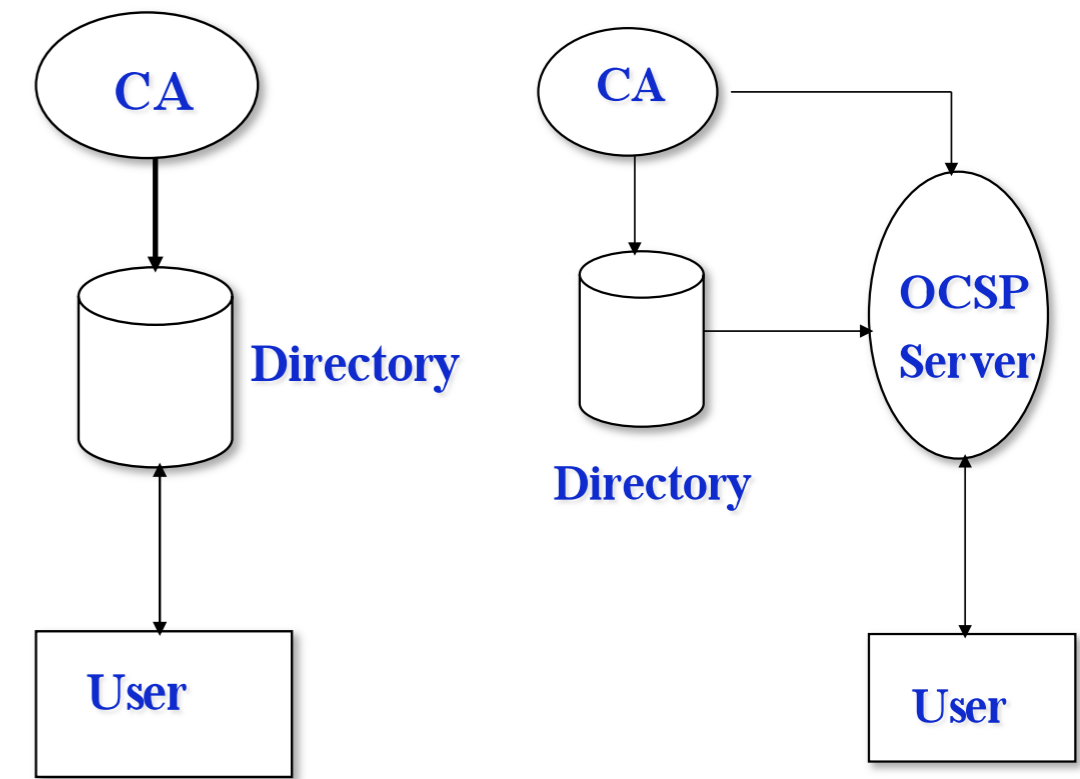 CA
Directory
User
CA
OCSP
Server
Directory
User